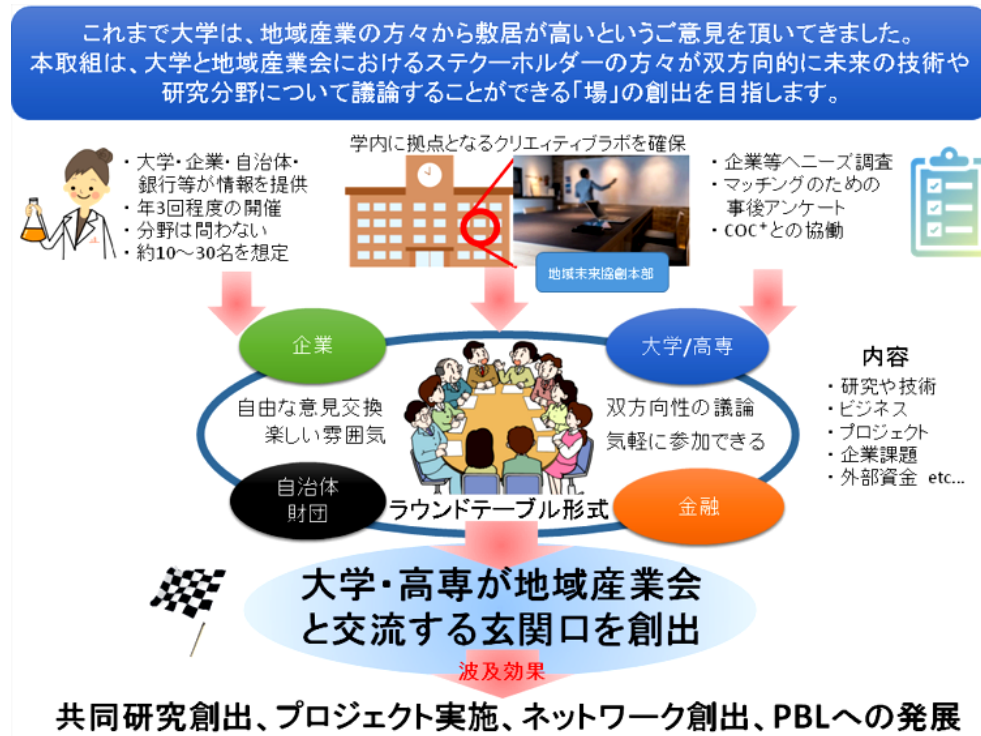 これまで大学は、地域産業の方々から敷居が高いというご意見を頂いてきました。
本取組は、大学と地域産業会におけるステクーホルダーの方々が双方向的に未来の技術や
研究分野について議論することができる「場」の創出を目指します。
・大学・企業・自治体・
銀行等が情報を提供
・年3回程度の開催
・分野は問わない
・約10～30名を想定
学内に拠点となるクリエィティブラボを確保
地域未来協創本部
・企業等へニーズ調査
・マッチングのための
事後アンケート
・COC⁺との協働
企業
大学/高専
自由な意見交換
楽しい雰囲気
双方向性の議論
気軽に参加できる
自治体
財団
ラウンドテーブル形式
金融
内容
・研究や技術
・ビジネス
・プロジェクト
・企業課題
・外部資金 etc...
大学・高専が地域産業会
と交流する玄関口を創出
波及効果
共同研究創出、プロジェクト実施、ネットワーク創出、PBLへの発展